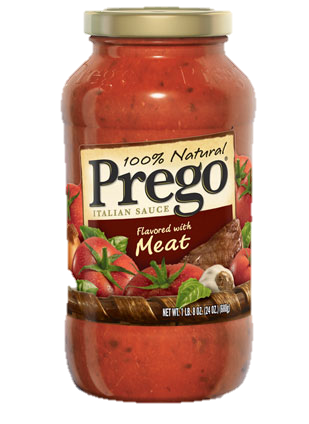 100% Natural
Prego®
ITALIAN SAUCE
Flavored with
Meat
NET WT. 1 LB. 8 OZ. (24 OZ.) (680g)